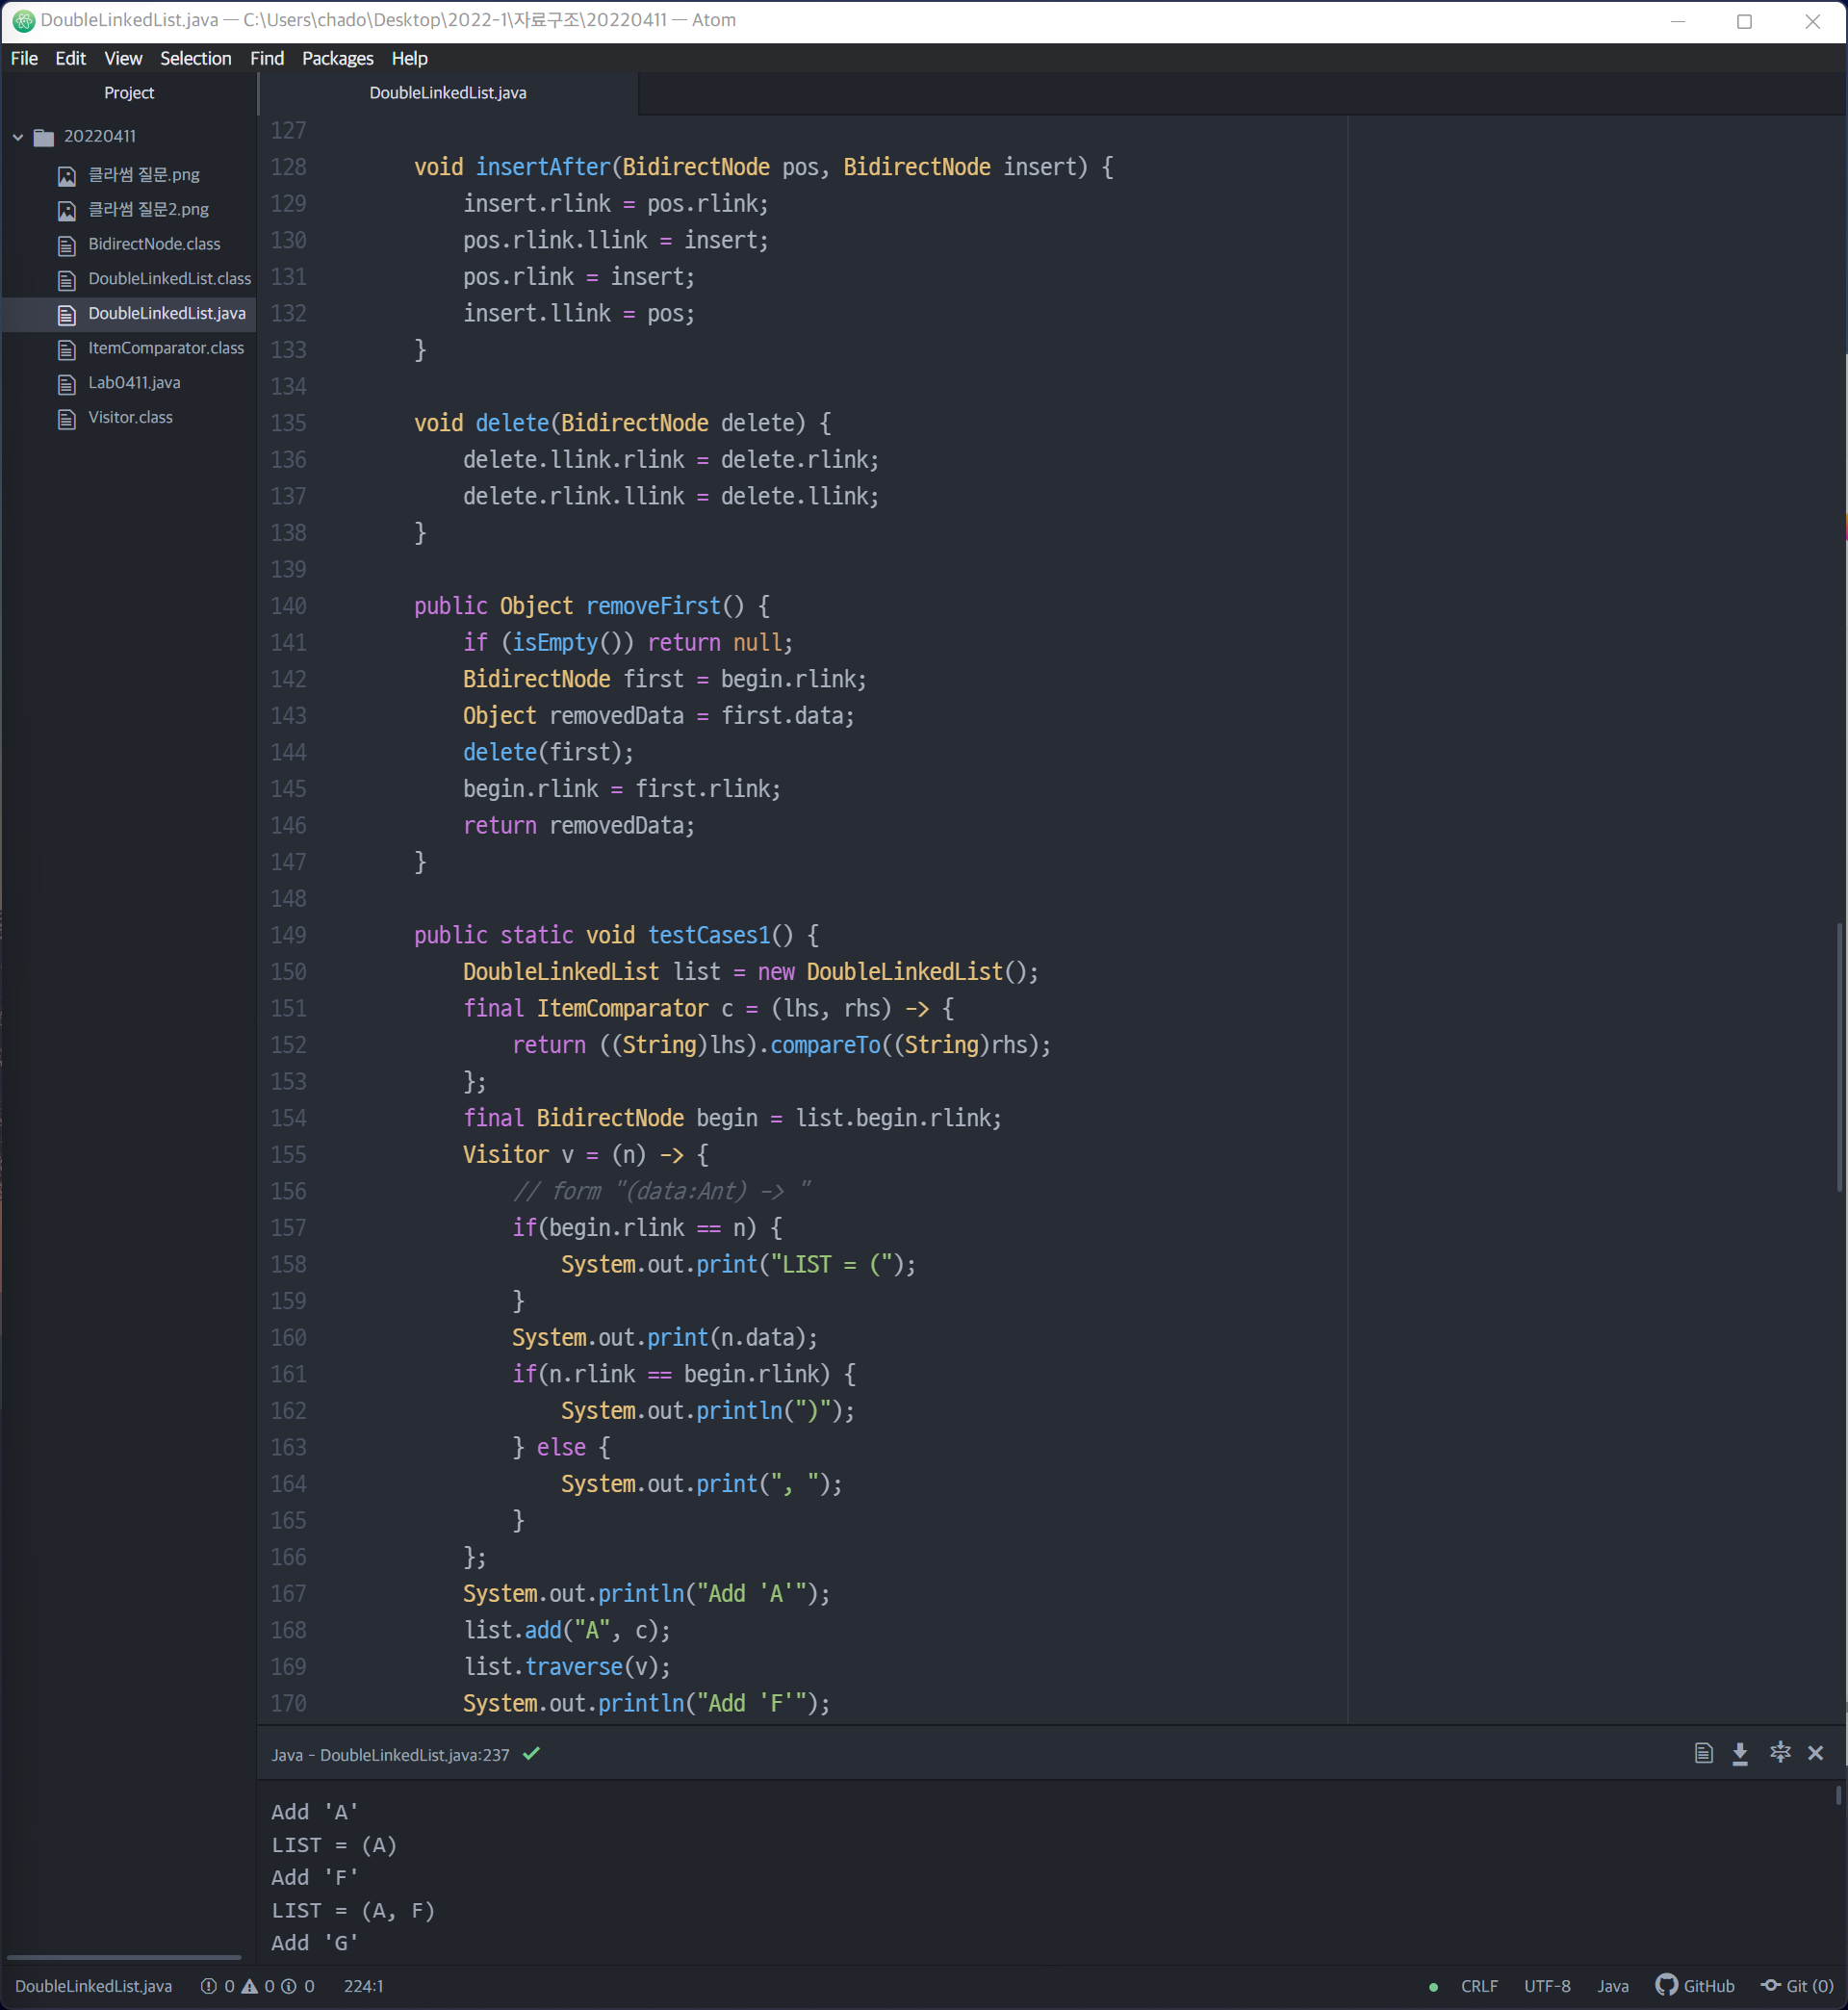 DoubleLinkedList.java — C:\Users\chado\Desktop\2022-1\자료구조\20220411 — Atom
File Edit View Selection Find Packages Help
Project
20220411
클라썸 질문.png
클라썸 질문2.png
BidirectNode.class
DoubleLinkedList.class
DoubleLinkedList.java
ItemComparator.class
Lab0411.java
Visitor.class
DoubleLinkedList.java
127
128 void insertAfter(BidirectNode pos, BidirectNode insert) {
129 insert.rlink = pos.rlink;
130 pos.rlink.llink = insert;
131 pos.rlink = insert;
132 insert.llink = pos;
133 }
134
135 void delete(BidirectNode delete) {
136 delete.llink.rlink = delete.rlink;
137 delete.rlink.llink = delete.llink;
138 }
139
140 public Object removeFirst() {
141 if (isEmpty()) return null;
142 BidirectNode first = begin.rlink;
143 Object removedData = first.data;
144 delete(first);
145 begin.rlink = first.rlink;
146 return removedData;
147 }
148
149 public static void testCases1() {
150 DoubleLinkedList list = new DoubleLinkedList();
151 final ItemComparator c = (lhs, rhs) -> {
152 return ((String)lhs).compareTo((String)rhs);
153 };
154 final BidirectNode begin = list.begin.rlink;
155 Visitor v = (n) -> {
156 // form "(data:Ant) -> "
157 if(begin.rlink == n) {
158 System.out.print("LIST = (");
159 }
160 System.out.print(n.data);
161 if(n.rlink == begin.rlink) {
162 System.out.println(")");
163 } else {
164 System.out.print(", ");
165 }
166 };
167 System.out.println("Add 'A'");
168 list.add("A", c);
169 list.traverse(v);
170 System.out.println("Add 'F'");
Java - DoubleLinkedList.java:237
Add 'A'
LIST = (A)
Add 'F'
LIST = (A, F)
Add 'G'
DoubleLinkedList.java 0 0 0 224:1 CRLF UTF-8 Java GitHub Git (0)